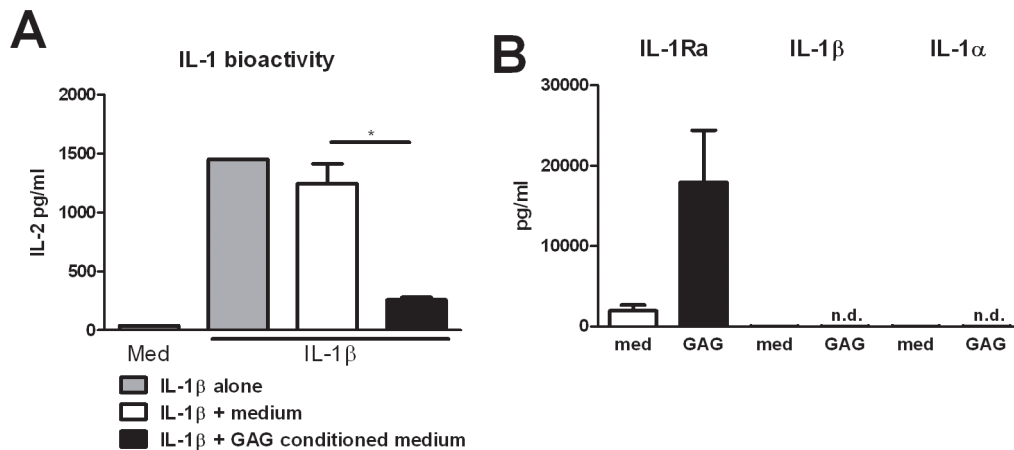 A
IL-1 bioactivity
2000
1500
1000
500
0
IL-2 pg/ml
*
Med
IL-1β
IL-1β alone
IL-1β + medium
IL-1β + GAG conditioned medium
B
IL-1Ra IL-1β IL-1α
30000
20000
10000
0
pg/ml
n.d. n.d.
med GAG med GAG med GAG